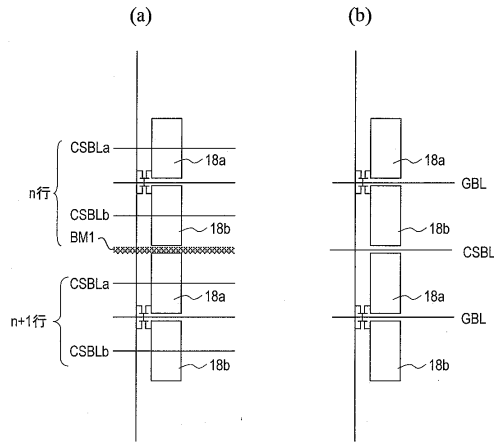 (a)
CSBLa
18a
n行
CSBLb
18b
BM1
CSBLa
18a
n+1行
CSBLb
18b
(b)
18a
GBL
18b
CSBL
18a
GBL
18b